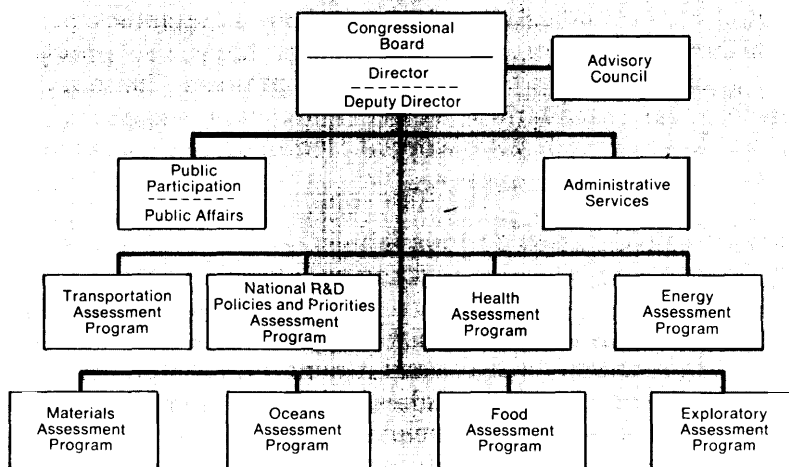 Congressional
Board
Director
Deputy Director
Advisory
Council
Public
Participation
Public Affairs
Administrative
Services
Transportation
Assessment
Program
National R&D
Policies and Priorities
Assessment
Program
Health
Assessment
Program
Energy
Assessment
Program
Materials
Assessment
Program
Oceans
Assessment
Program
Food
Assessment
Program
Exploratory
Assessment
Program